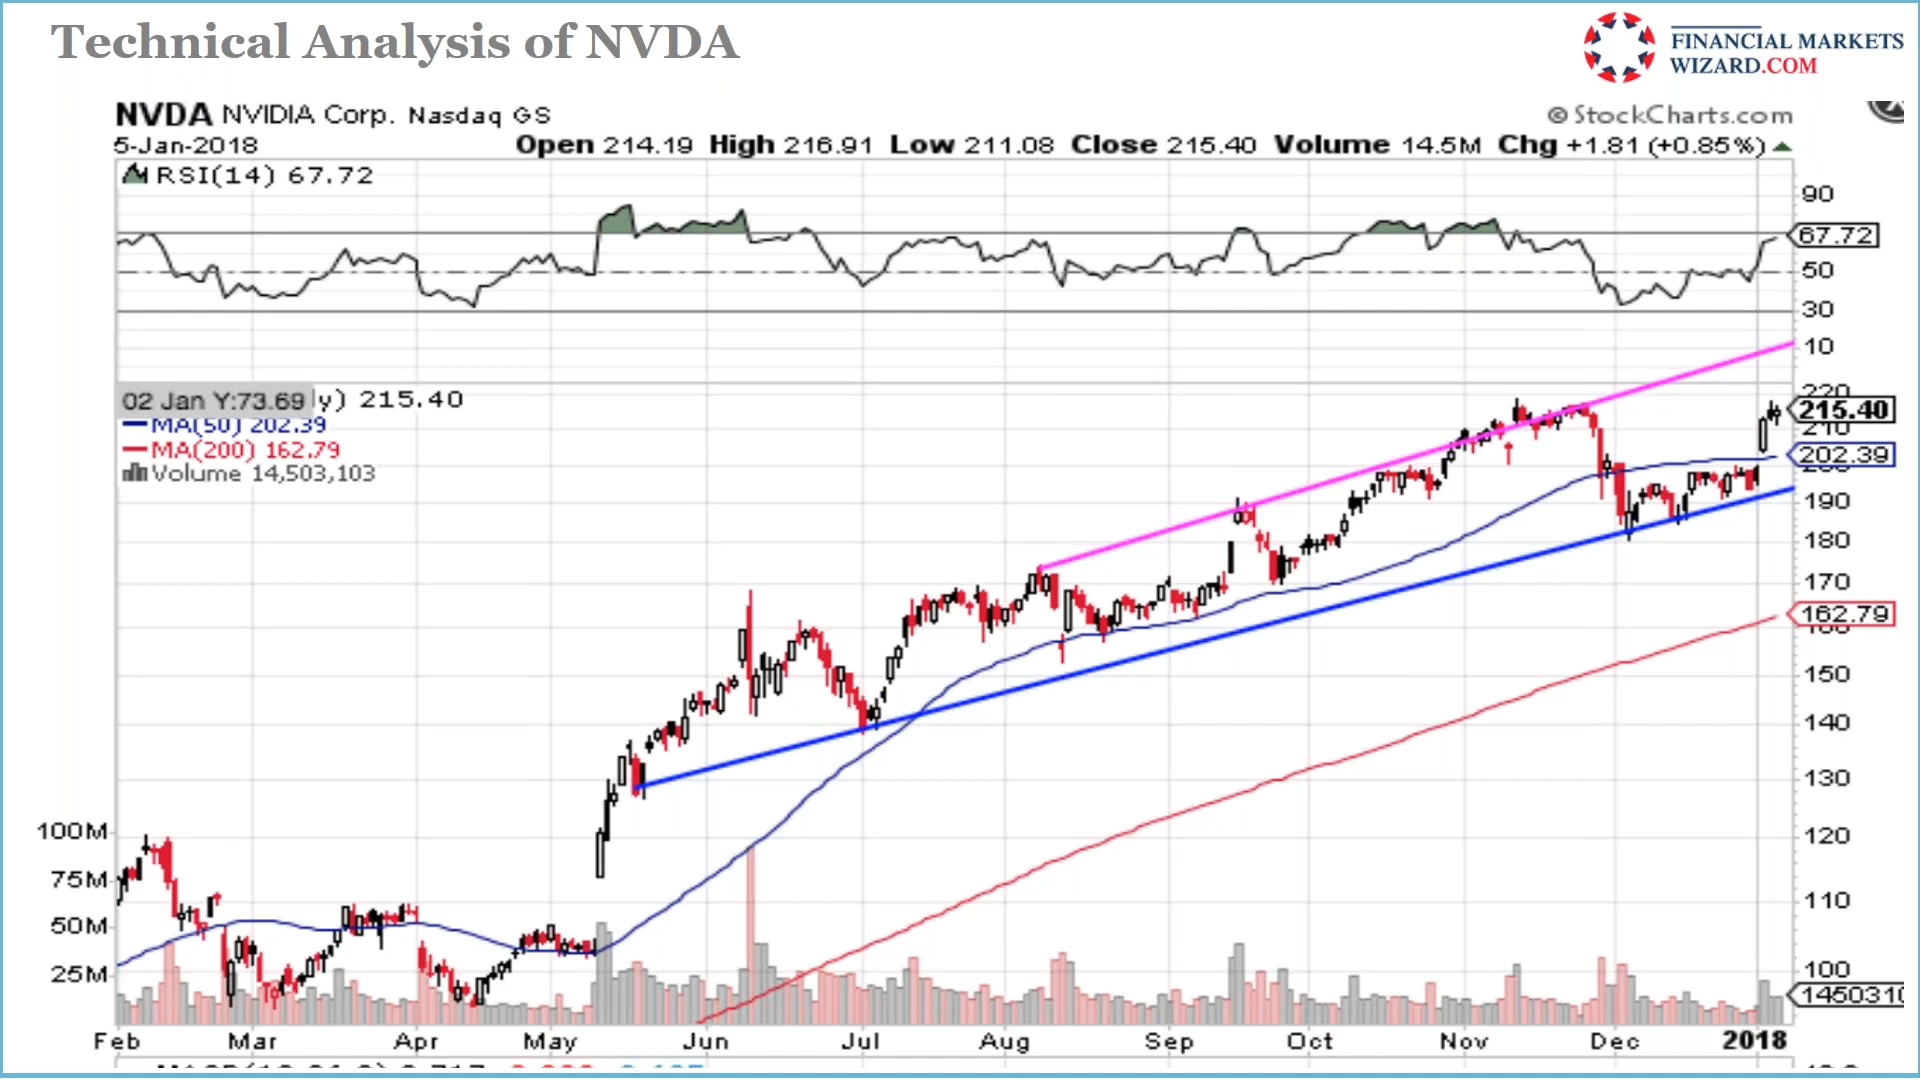 Technical Analysis of NVDA
FINANCIAL MARKETS
WIZARD.COM
NVDA NVIDIA Corp. Nasdaq GS
© StockCharts.com
5-Jan-2018
Open 214.19 High 216.91 Low 211.08 Close 215.40 Volume 14.5M Chg +1.81 (+0.85%)
RSI(14) 67.72
90
67.72
50
30
10
02 Jan Y:73.69 y) 215.40
MA(50) 202.39
MA(200) 162.79
Volume 14,503,103
220
215.40
210
202.39
200
190
180
170
162.79
160
150
140
130
120
110
100
1450310
100M
75M
50M
25M
Feb Mar Apr May Jun Jul Aug Sep Oct Nov Dec 2018